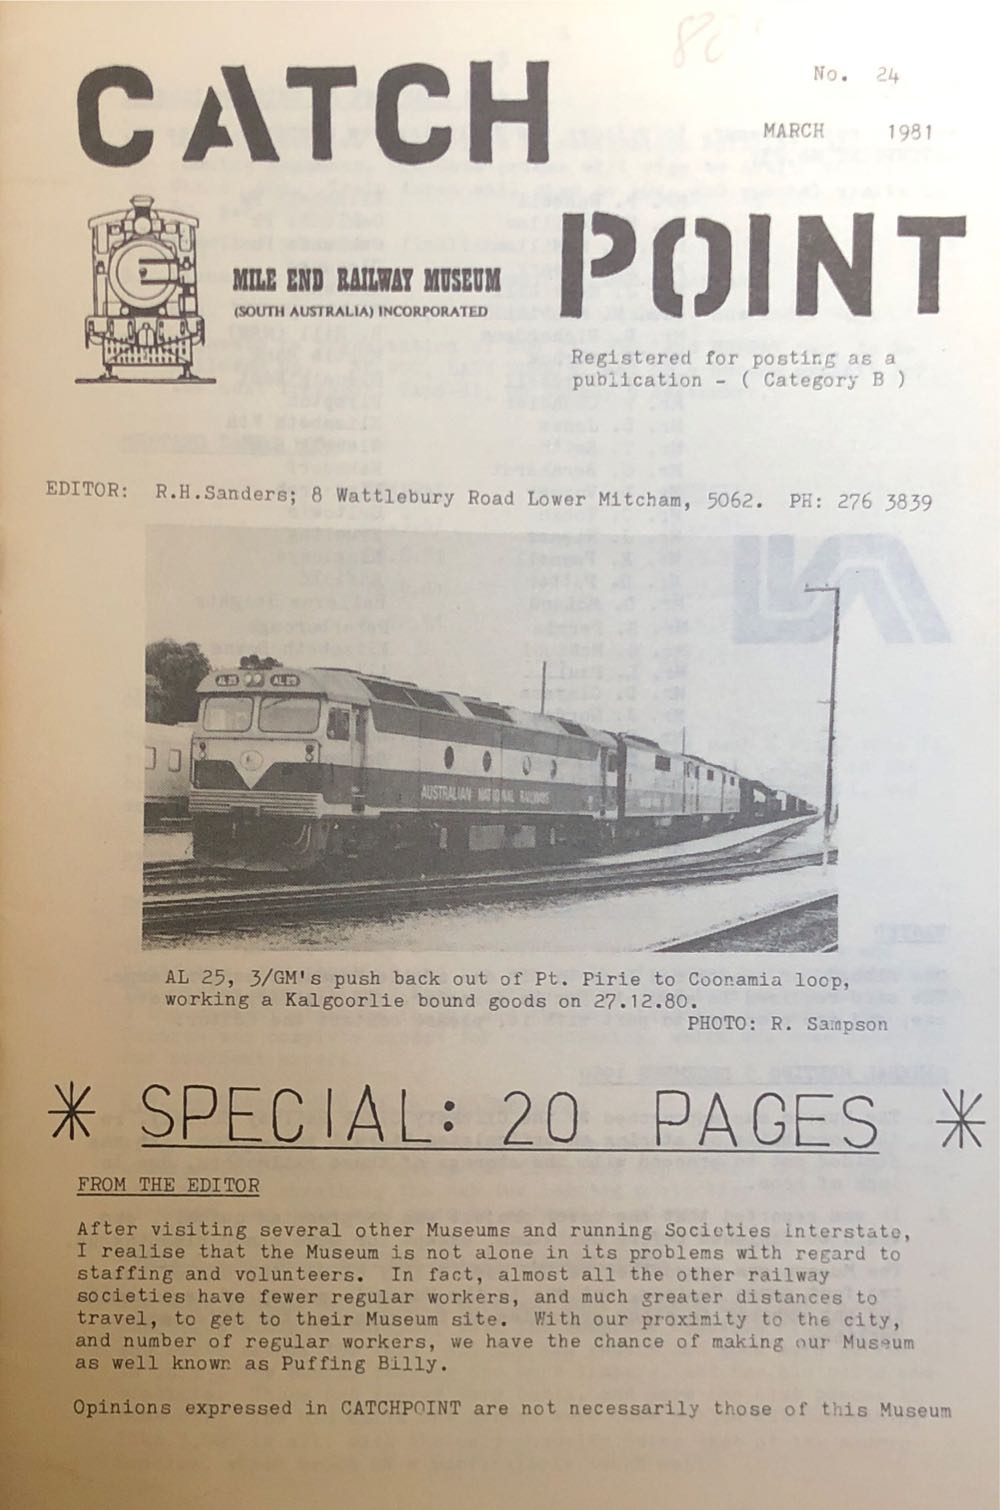 CATCH
No. 24
MARCH 1981
POINT
MILE END RAILWAY MUSEUM
(SOUTH AUSTRALIA) INCORPORATED
Registered for posting as a
publication - ( Category B )
EDITOR: R.H.Sanders; 8 Wattlebury Road Lower Mitcham, 5062. PH: 276 3839
AL 25 AL 25
AUSTRALIAN NATIONAL RAILWAYS
AL 25, 3/GM's push back out of Pt. Pirie to Coonamia loop,
working a Kalgoorlie bound goods on 27.12.80.
PHOTO: R. Sampson
* SPECIAL: 20 PAGES *
FROM THE EDITOR
After visiting several other Museums and running Societies interstate,
I realise that the Museum is not alone in its problems with regard to
staffing and volunteers. In fact, almost all the other railway
societies have fewer regular workers, and much greater distances to
travel, to get to their Museum site. With our proximity to the city,
and number of regular workers, we have the chance of making our Museum
as well known as Puffing Billy.
Opinions expressed in CATCHPOINT are not necessarily those of this Museum